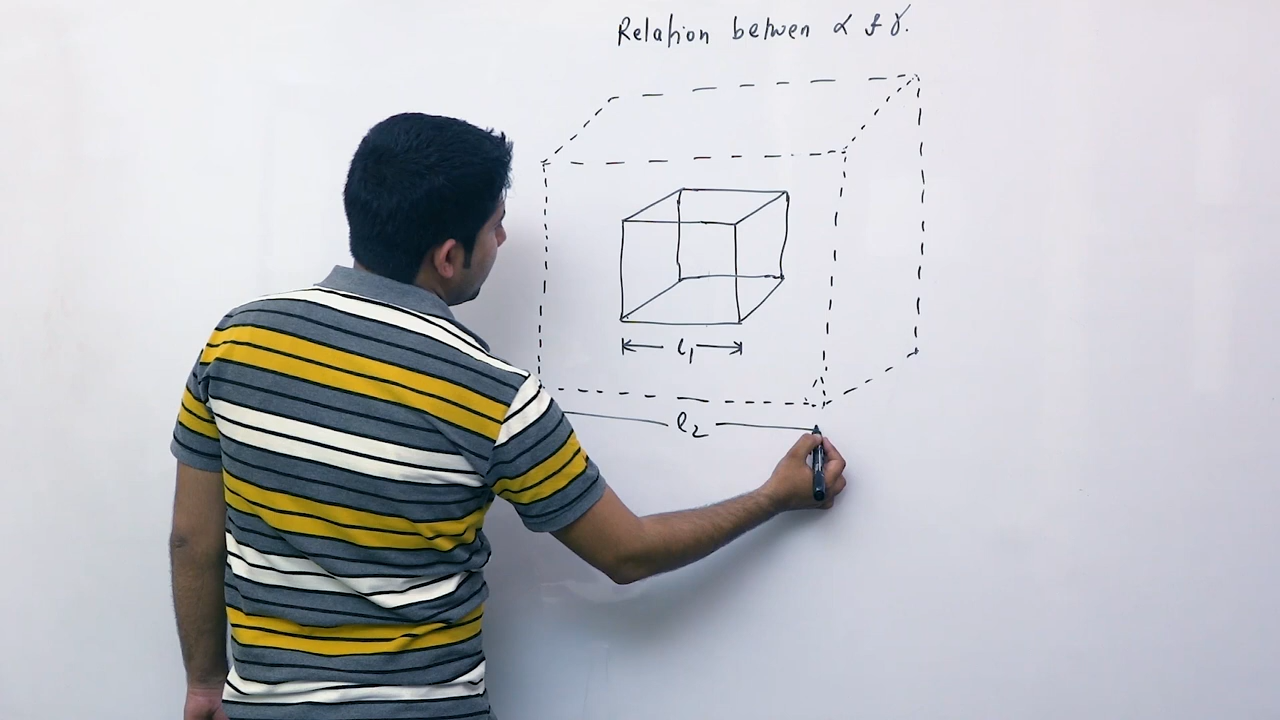 Relation betwen α & γ.
l₁
l₂